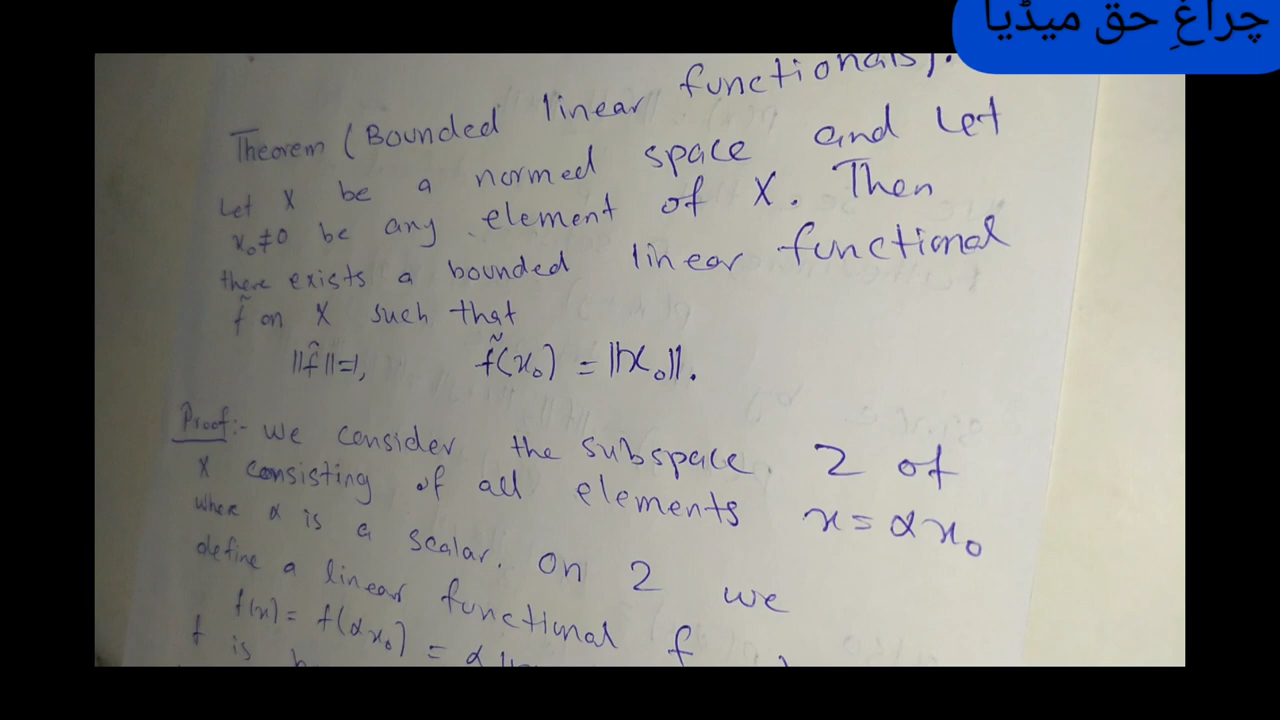 چراغِ حق میڈیا
Theorem (Bounded linear functionals).
Let X be a normed space and let
x₀≠0 be any element of X. Then
there exists a bounded linear functional
f̃ on X such that
||f̃||=1, f̃(x₀) = ||x₀||.
Proof:- We consider the subspace Z of
X consisting of all elements x = αx₀
where α is a scalar. On Z we
define a linear functional f
f(x) = f(αx₀) = α||
f is